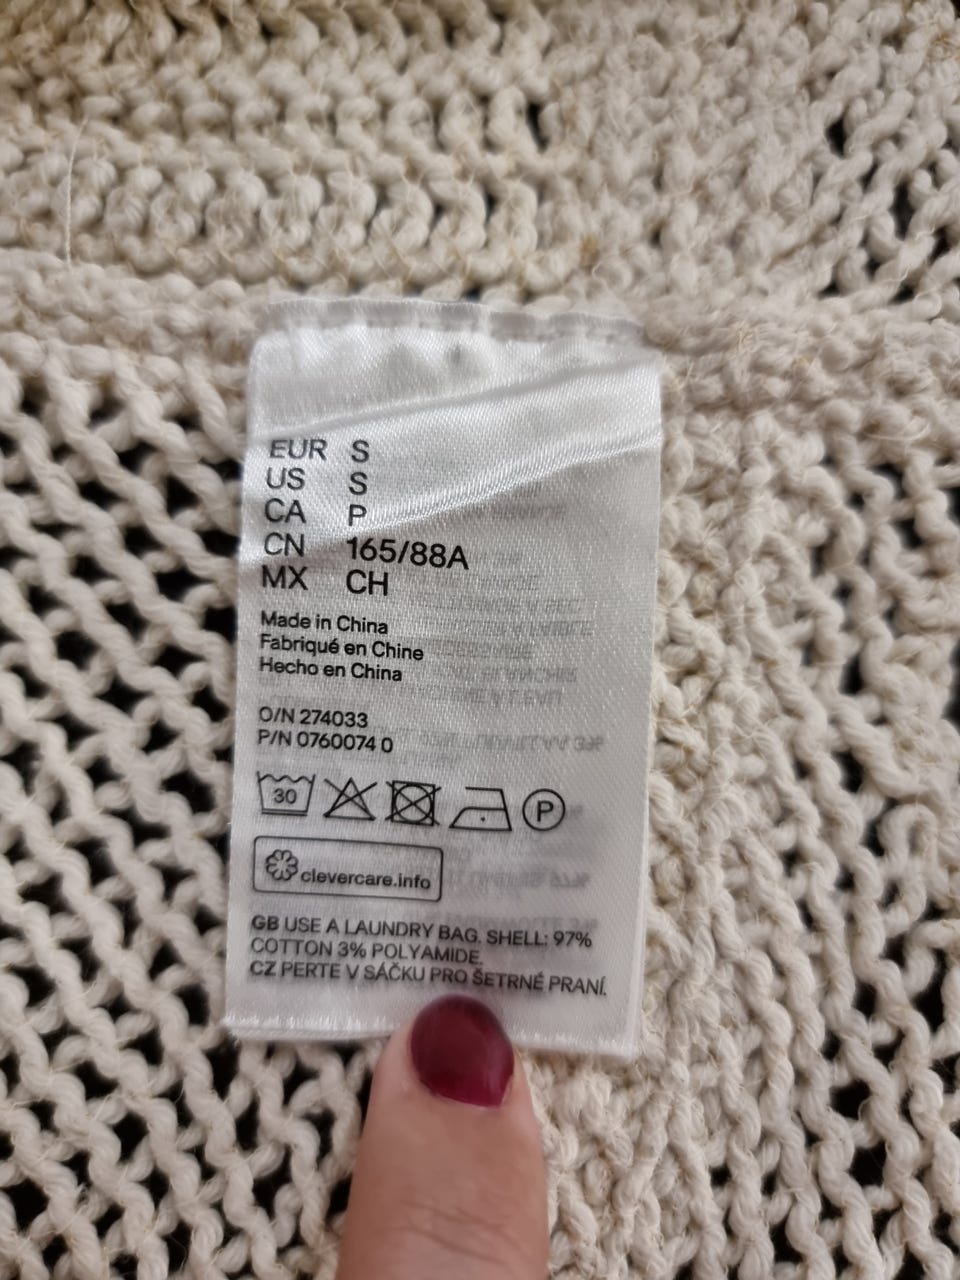 EUR S
US S
CA P
CN 165/88A
MX CH
Made in China
Fabriqué en Chine
Hecho en China
O/N 274033
P/N 0760074 0
30 P
clevercare.info
GB USE A LAUNDRY BAG. SHELL: 97%
COTTON 3% POLYAMIDE.
CZ PERTE V SÁČKU PRO ŠETRNÉ PRANÍ.